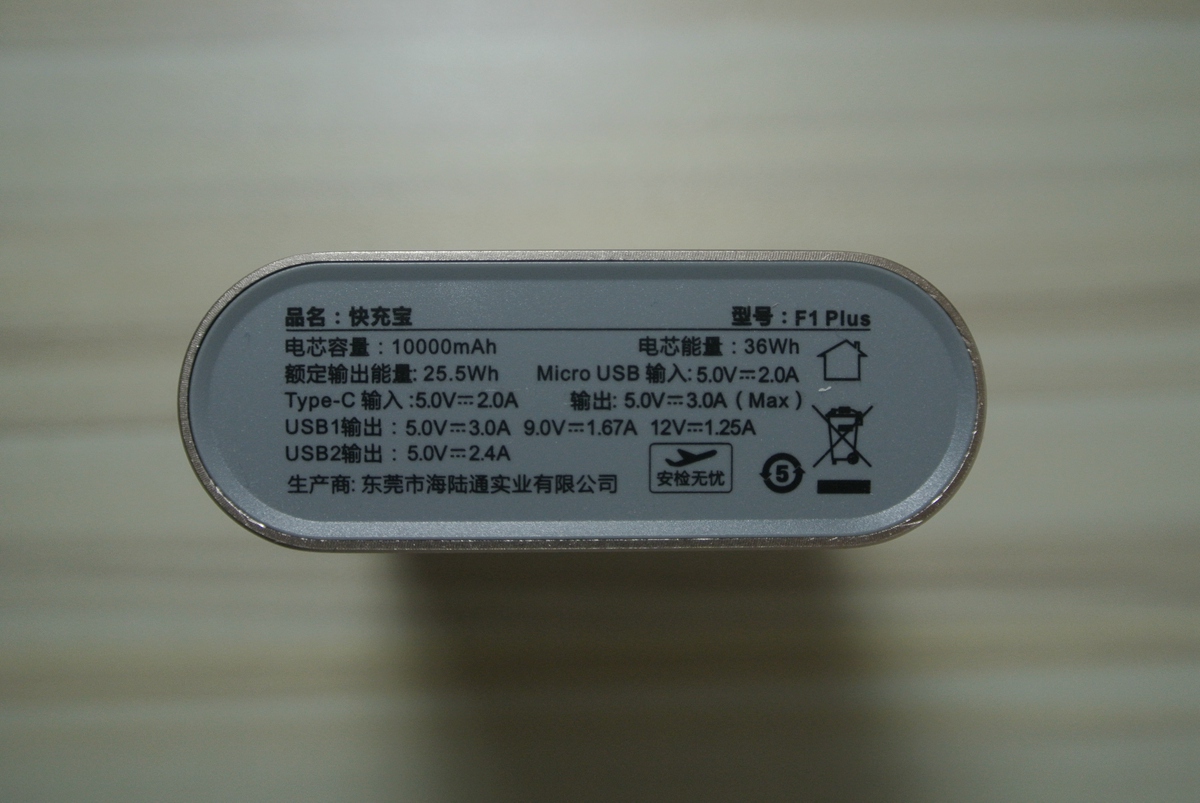 品名：快充宝 型号：F1 Plus
电芯容量：10000mAh 电芯能量：36Wh
额定输出能量: 25.5Wh Micro USB 输入: 5.0V⎓2.0A
Type-C 输入 :5.0V⎓2.0A 输出: 5.0V⎓3.0A（Max）
USB1输出： 5.0V⎓3.0A 9.0V⎓1.67A 12V⎓1.25A
USB2输出： 5.0V⎓2.4A
生产商: 东莞市海陆通实业有限公司
安检无忧
5